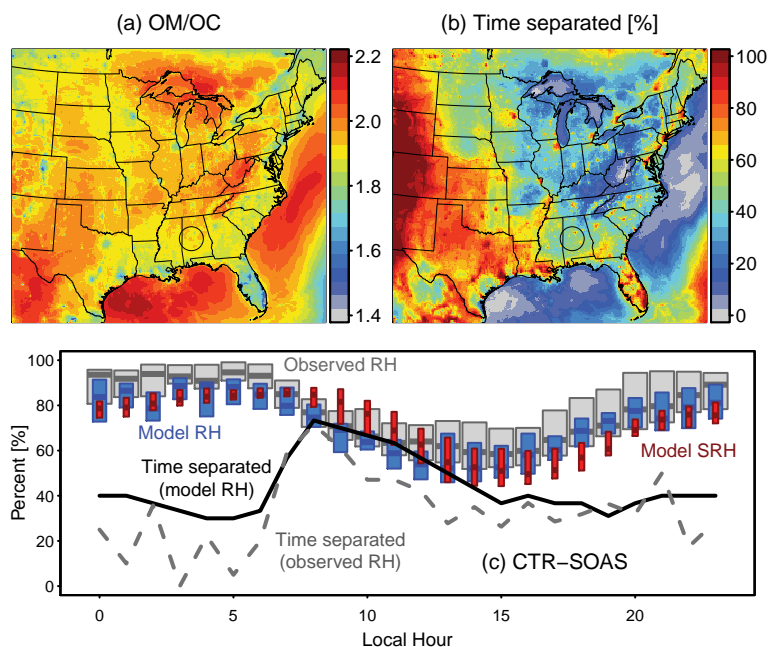 (a) OM/OC
(b) Time separated [%]
2.2
2.0
1.8
1.6
1.4
100
80
60
40
20
0
Percent [%]
100
80
60
40
20
0
Observed RH
Model RH
Model SRH
Time separated
(model RH)
Time separated
(observed RH)
(c) CTR−SOAS
0 5 10 15 20
Local Hour